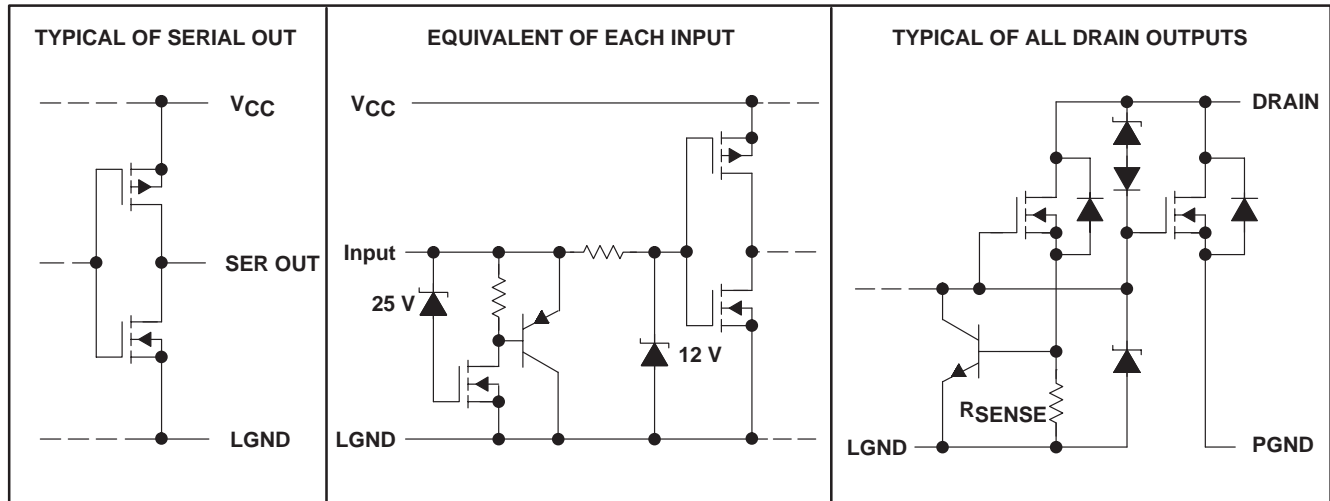 TYPICAL OF SERIAL OUT
VCC
SER OUT
LGND
EQUIVALENT OF EACH INPUT
VCC
Input
25 V
12 V
LGND
TYPICAL OF ALL DRAIN OUTPUTS
DRAIN
RSENSE
LGND
PGND